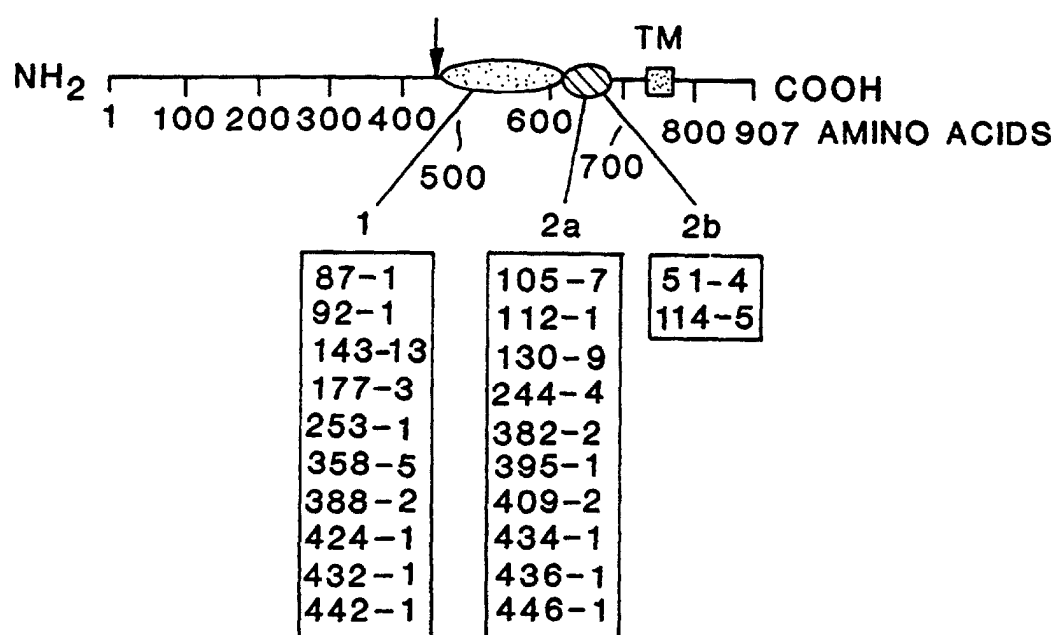 TM
NH2
COOH
1 100 200 300 400 600 800 907 AMINO ACIDS
500 700
1 2a 2b
87-1 105-7 51-4
92-1 112-1 114-5
143-13 130-9
177-3 244-4
253-1 382-2
358-5 395-1
388-2 409-2
424-1 434-1
432-1 436-1
442-1 446-1